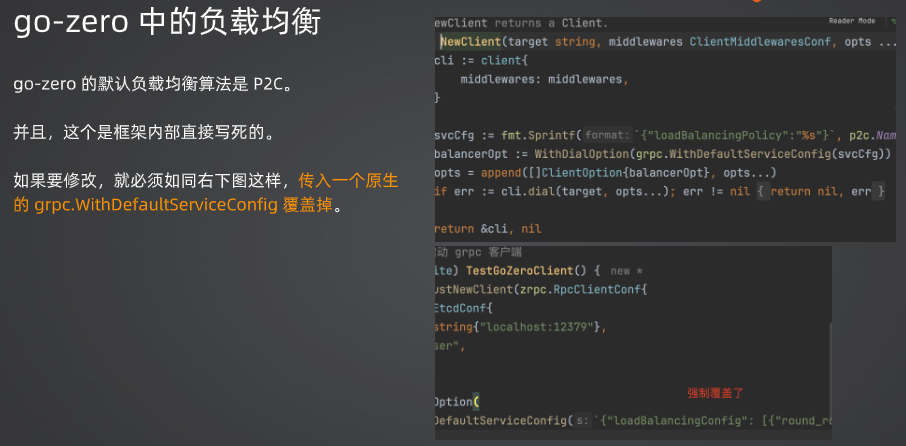 go-zero 中的负载均衡
go-zero 的默认负载均衡算法是 P2C。
并且，这个是框架内部直接写死的。
如果要修改，就必须如同右下图这样，传入一个原生
的 grpc.WithDefaultServiceConfig 覆盖掉。
ewClient returns a Client.
Reader Mode
NewClient(target string, middlewares ClientMiddlewaresConf, opts ...
cli := client{
middlewares: middlewares,
}
svcCfg := fmt.Sprintf( format: `{"loadBalancingPolicy":"%s"}`, p2c.Nam
balancerOpt := WithDialOption(grpc.WithDefaultServiceConfig(svcCfg))
opts = append([]ClientOption{balancerOpt}, opts...)
if err := cli.dial(target, opts...); err != nil { return nil, err }
return &cli, nil
动 grpc 客户端
ite) TestGoZeroClient() { new *
ustNewClient(zrpc.RpcClientConf{
EtcdConf{
string{"localhost:12379"},
ser",
Option(
强制覆盖了
DefaultServiceConfig( s: `{"loadBalancingConfig": [{"round_ro